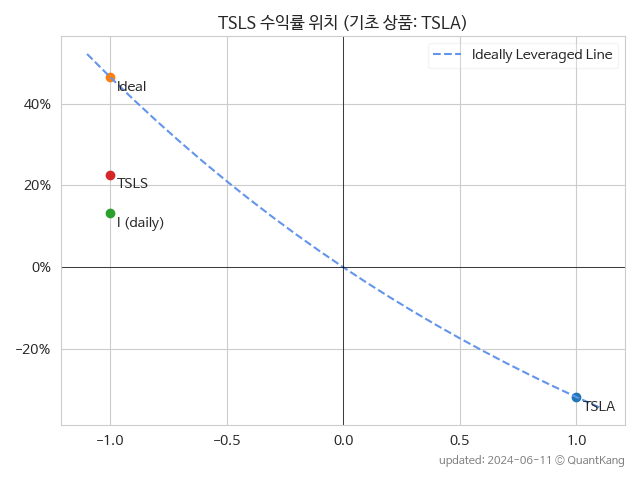 TSLS 수익률 위치 (기초 상품: TSLA)
Ideally Leveraged Line
Ideal
40%
TSLS
20%
I (daily)
0%
−20%
TSLA
−1.0
−0.5
0.0
0.5
1.0
updated: 2024-06-11 © QuantKang